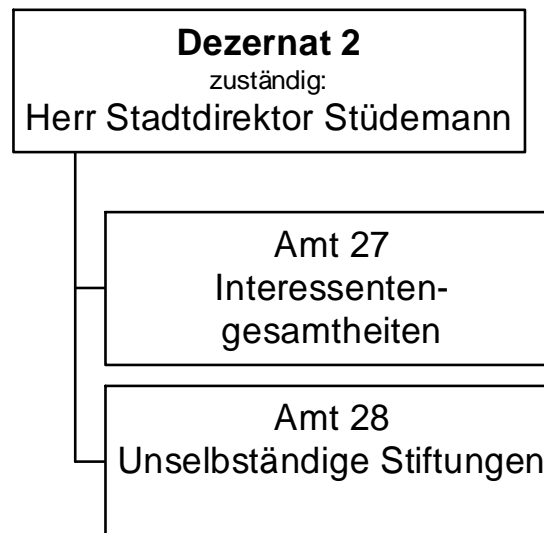 Dezernat 2
zuständig:
Herr Stadtdirektor Stüdemann
Amt 27
Interessenten-
gesamtheiten
Amt 28
Unselbständige Stiftungen